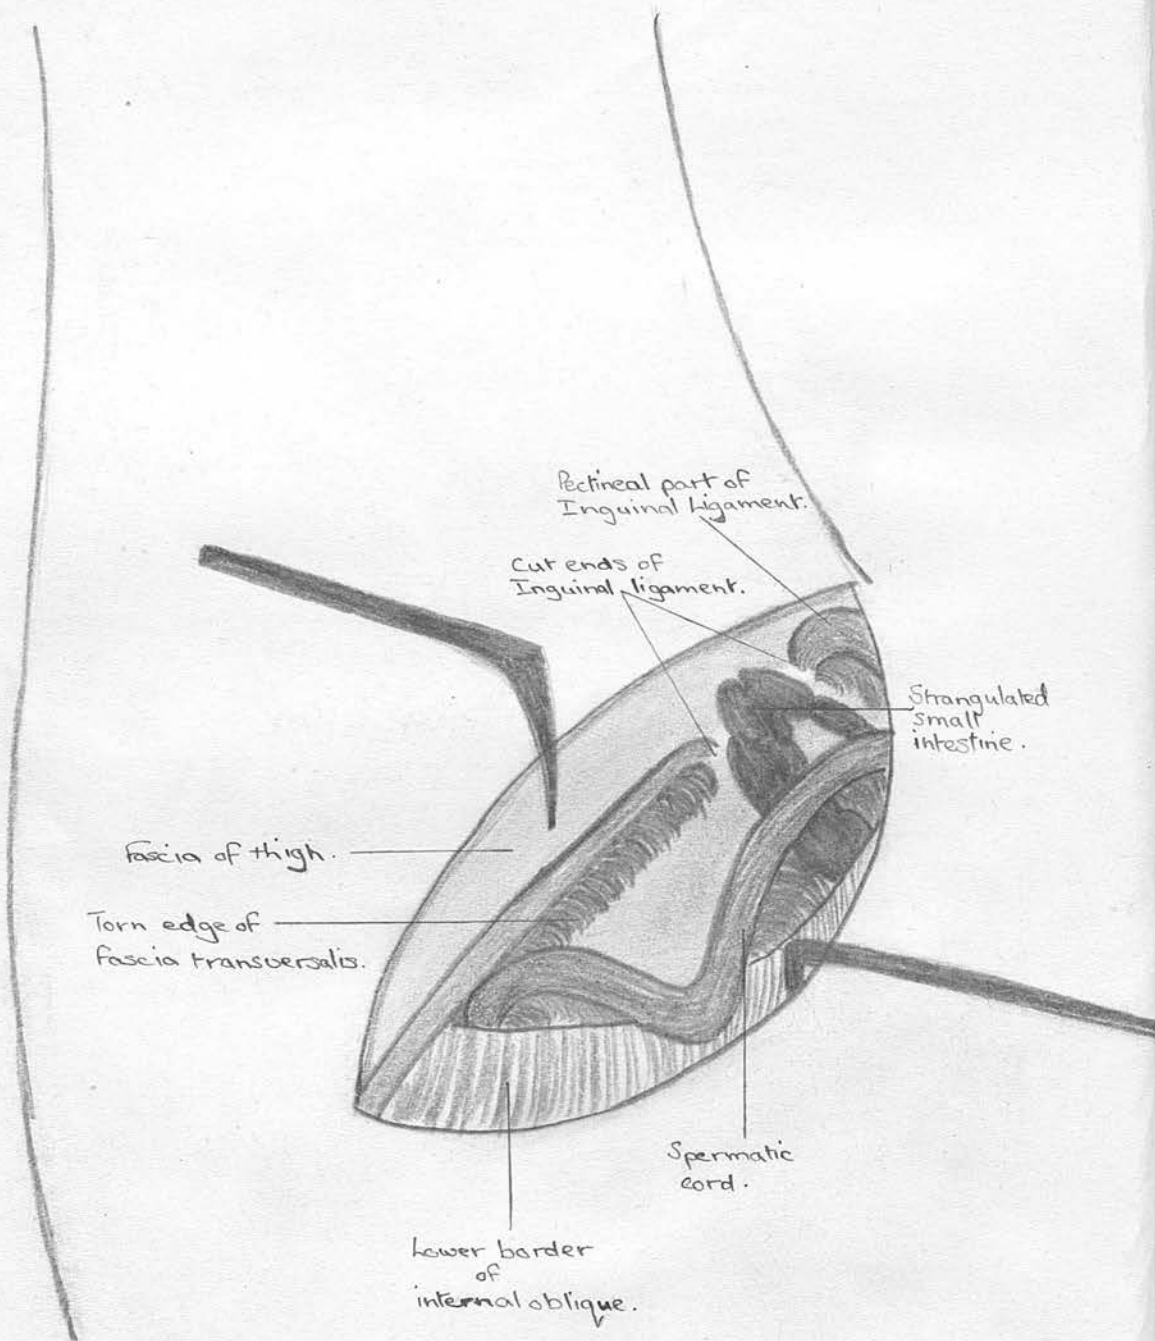 Pectineal part of
Inguinal Ligament.
Cut ends of
Inguinal ligament.
Strangulated
small
intestine.
Fascia of thigh.
Torn edge of
fascia transversalis.
Spermatic
cord.
Lower border
of
internal oblique.